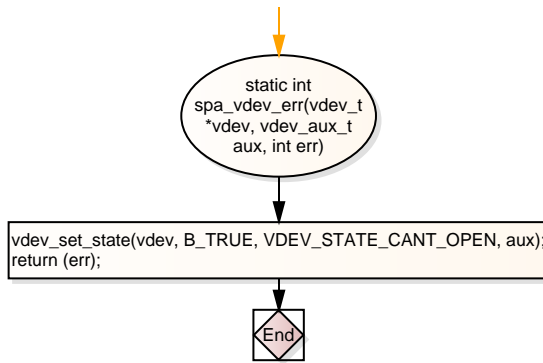 static int
spa_vdev_err(vdev_t
*vdev, vdev_aux_t
aux, int err)
vdev_set_state(vdev, B_TRUE, VDEV_STATE_CANT_OPEN, aux);
return (err);
End